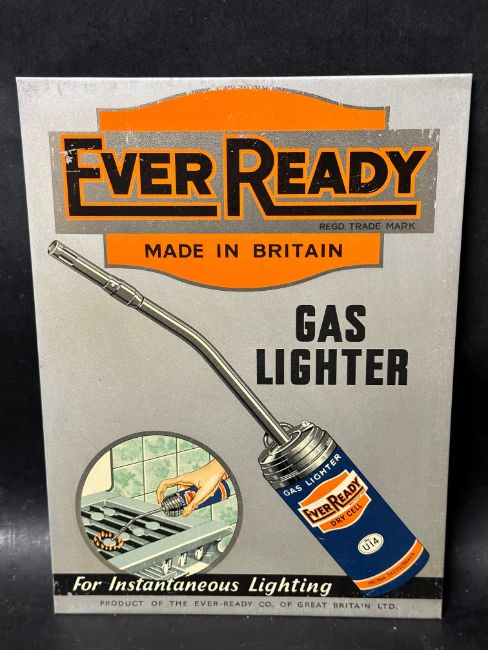 EVER READY
REGD. TRADE MARK
MADE IN BRITAIN
GAS
LIGHTER
GAS LIGHTER
EVER READY
DRY CELL
No.
U14
For Instantaneous Lighting
PRODUCT OF THE EVER-READY CO. OF GREAT BRITAIN LTD.